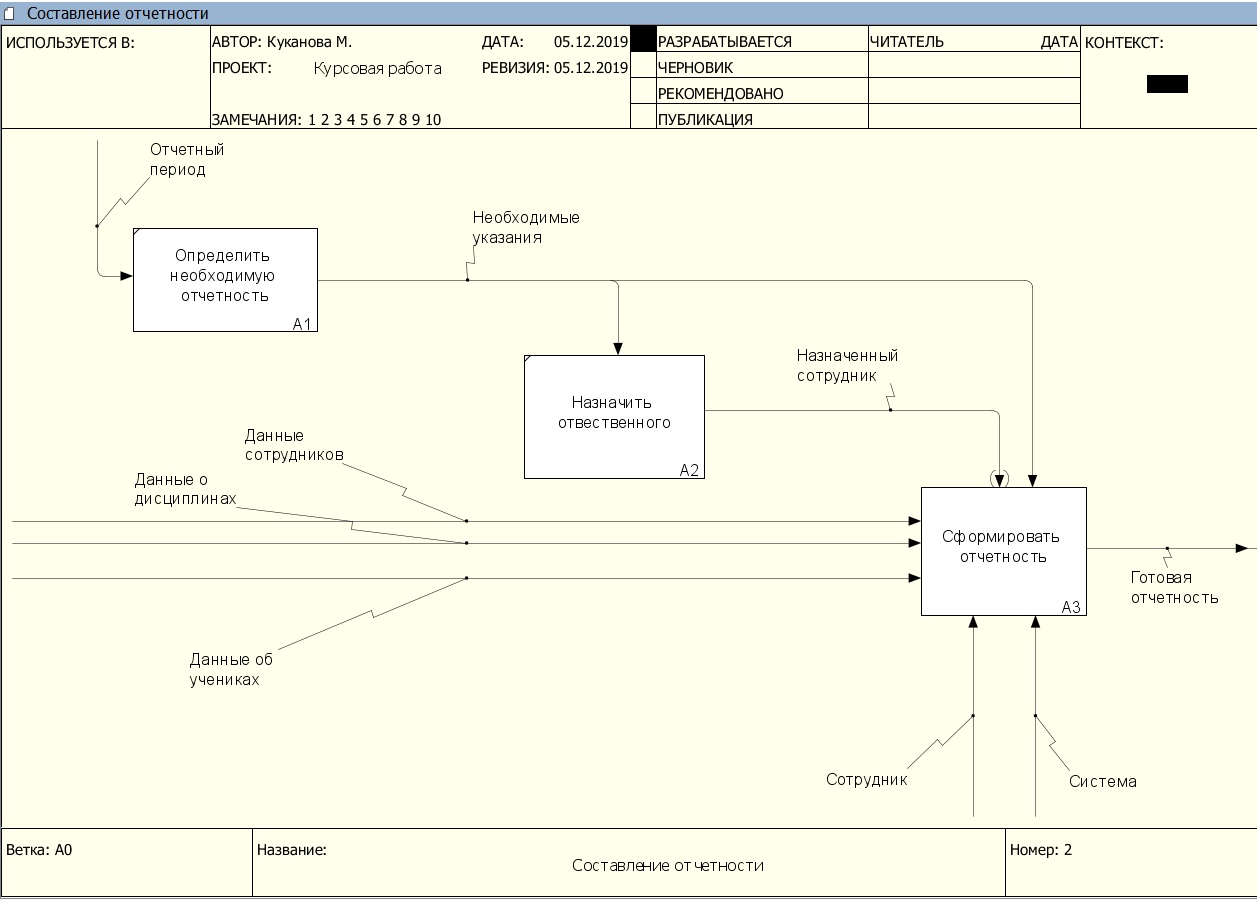 Составление отчетности
ИСПОЛЬЗУЕТСЯ В:
АВТОР: Куканова М.
ДАТА: 05.12.2019
ПРОЕКТ: Курсовая работа
РЕВИЗИЯ: 05.12.2019
ЗАМЕЧАНИЯ: 1 2 3 4 5 6 7 8 9 10
РАЗРАБАТЫВАЕТСЯ
ЧЕРНОВИК
РЕКОМЕНДОВАНО
ПУБЛИКАЦИЯ
ЧИТАТЕЛЬ
ДАТА
КОНТЕКСТ:
Отчетный
период
Определить
необходимую
отчетность
A1
Необходимые
указания
Назначить
отвественного
A2
Назначенный
сотрудник
Данные
сотрудников
Данные о
дисциплинах
Сформировать
отчетность
A3
Готовая
отчетность
Данные об
учениках
Сотрудник
Система
Ветка: A0
Название:
Составление отчетности
Номер: 2